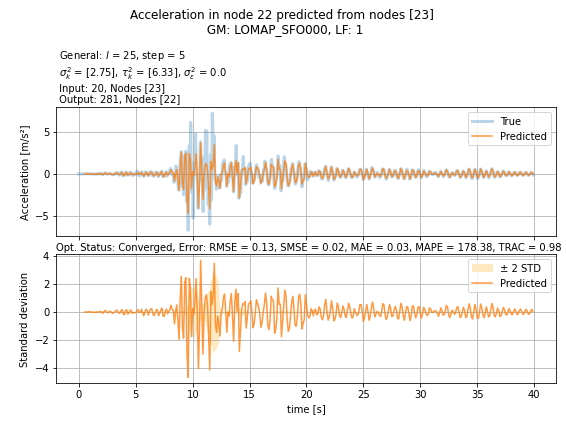 Acceleration in node 22 predicted from nodes [23]
GM: LOMAP_SFO000, LF: 1
General: l = 25, step = 5
σ²ₖ = [2.75], τ²ₖ = [6.33], σ²ε = 0.0
Input: 20, Nodes [23]
Output: 281, Nodes [22]
Acceleration [m/s²]
5
0
−5
True
Predicted
Opt. Status: Converged, Error: RMSE = 0.13, SMSE = 0.02, MAE = 0.03, MAPE = 178.38, TRAC = 0.98
Standard deviation
4
2
0
−2
−4
± 2 STD
Predicted
0 5 10 15 20 25 30 35 40
time [s]